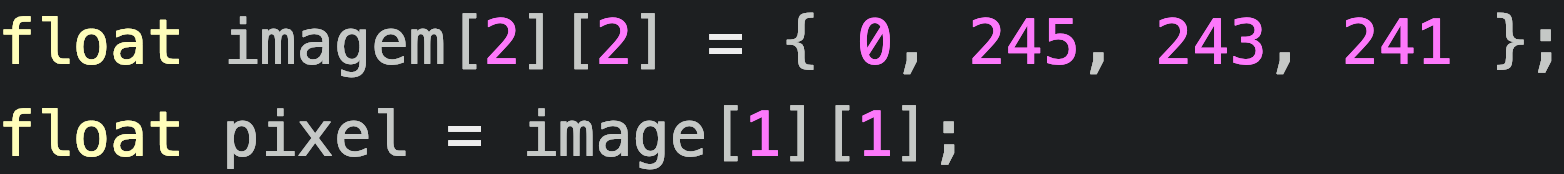 float imagem[2][2] = { 0, 245, 243, 241 };
float pixel = image[1][1];